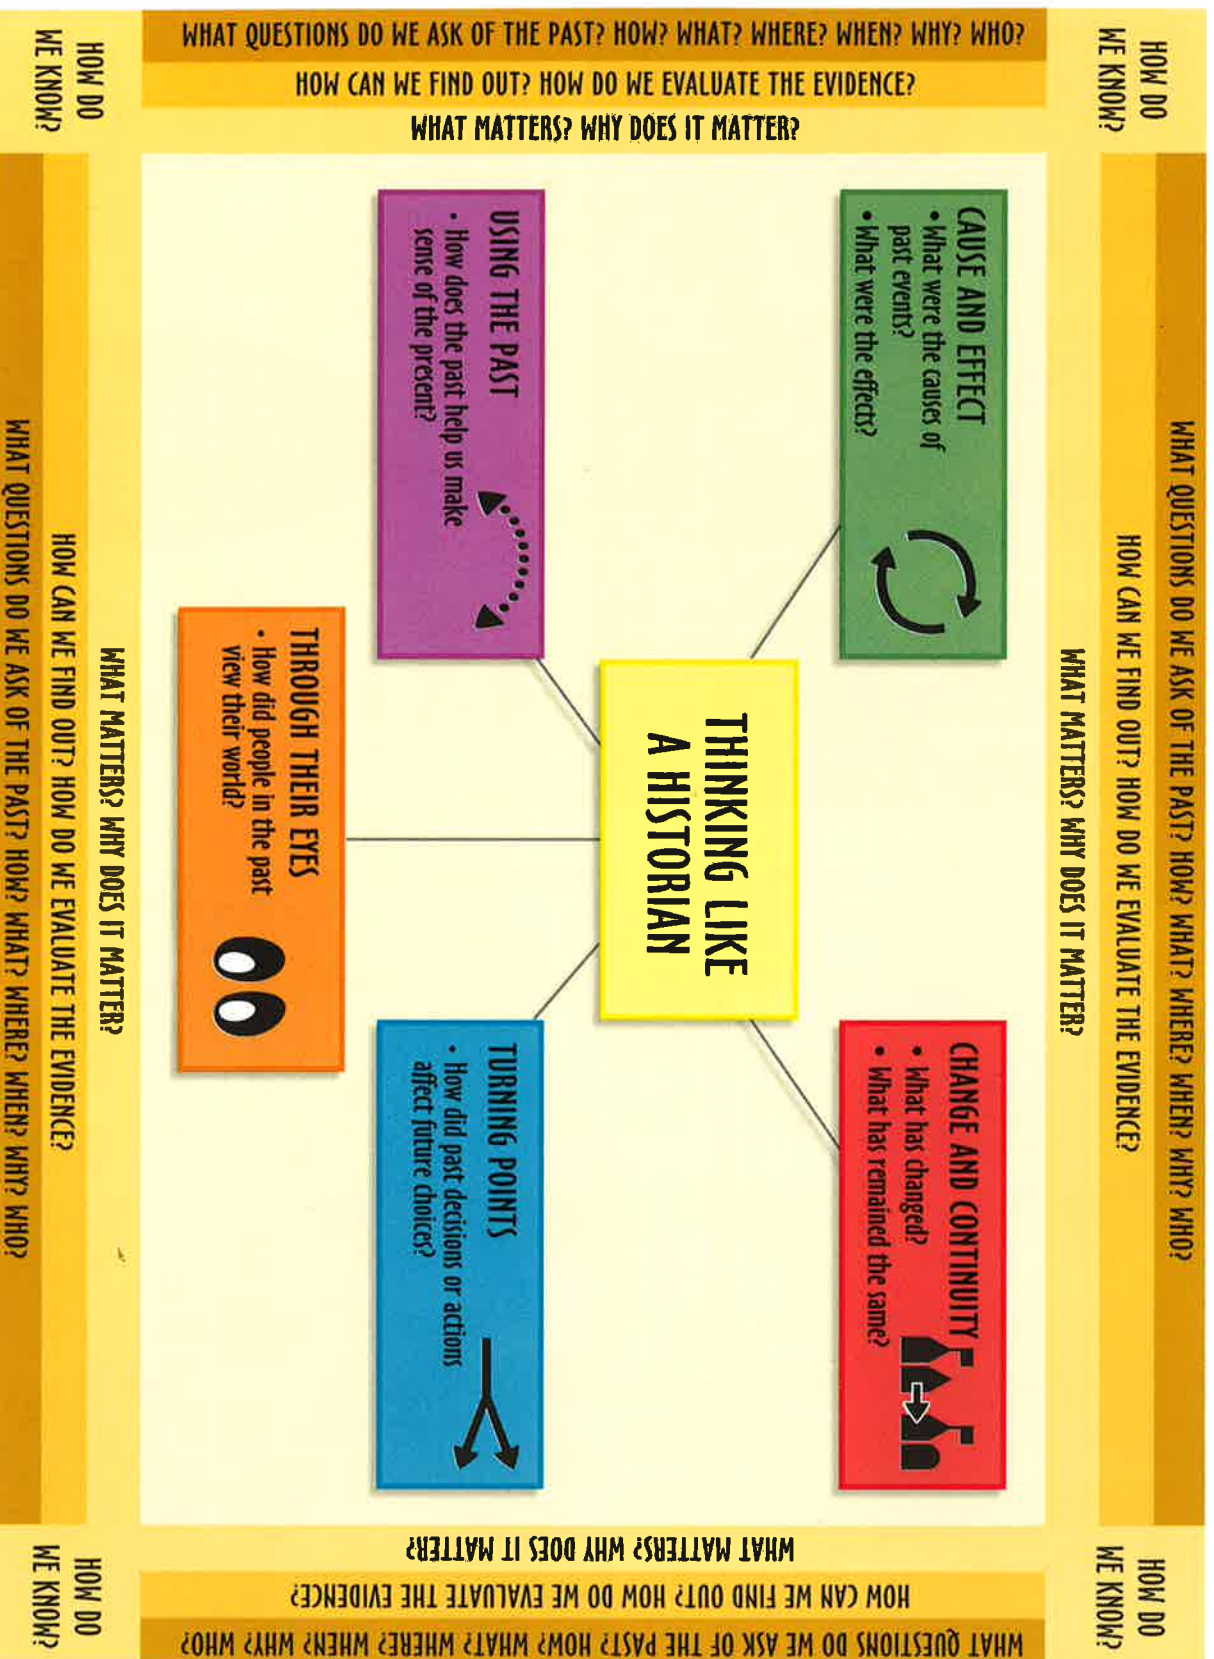 WHAT QUESTIONS DO WE ASK OF THE PAST? HOW? WHAT? WHERE? WHEN? WHY? WHO?
HOW CAN WE FIND OUT? HOW DO WE EVALUATE THE EVIDENCE?
WHAT MATTERS? WHY DOES IT MATTER?
HOW DO
WE KNOW?
HOW DO
WE KNOW?
WHAT QUESTIONS DO WE ASK OF THE PAST? HOW? WHAT? WHERE? WHEN? WHY? WHO?
HOW CAN WE FIND OUT? HOW DO WE EVALUATE THE EVIDENCE?
WHAT MATTERS? WHY DOES IT MATTER?
CAUSE AND EFFECT
• What were the causes of
past events?
• What were the effects?
CHANGE AND CONTINUITY
• What has changed?
• What has remained the same?
THINKING LIKE
A HISTORIAN
USING THE PAST
• How does the past help us make
sense of the present?
TURNING POINTS
• How did past decisions or actions
affect future choices?
THROUGH THEIR EYES
• How did people in the past
view their world?
WHAT MATTERS? WHY DOES IT MATTER?
HOW CAN WE FIND OUT? HOW DO WE EVALUATE THE EVIDENCE?
WHAT QUESTIONS DO WE ASK OF THE PAST? HOW? WHAT? WHERE? WHEN? WHY? WHO?
HOW DO
WE KNOW?
HOW DO
WE KNOW?
WHAT MATTERS? WHY DOES IT MATTER?
HOW CAN WE FIND OUT? HOW DO WE EVALUATE THE EVIDENCE?
WHAT QUESTIONS DO WE ASK OF THE PAST? HOW? WHAT? WHERE? WHEN? WHY? WHO?